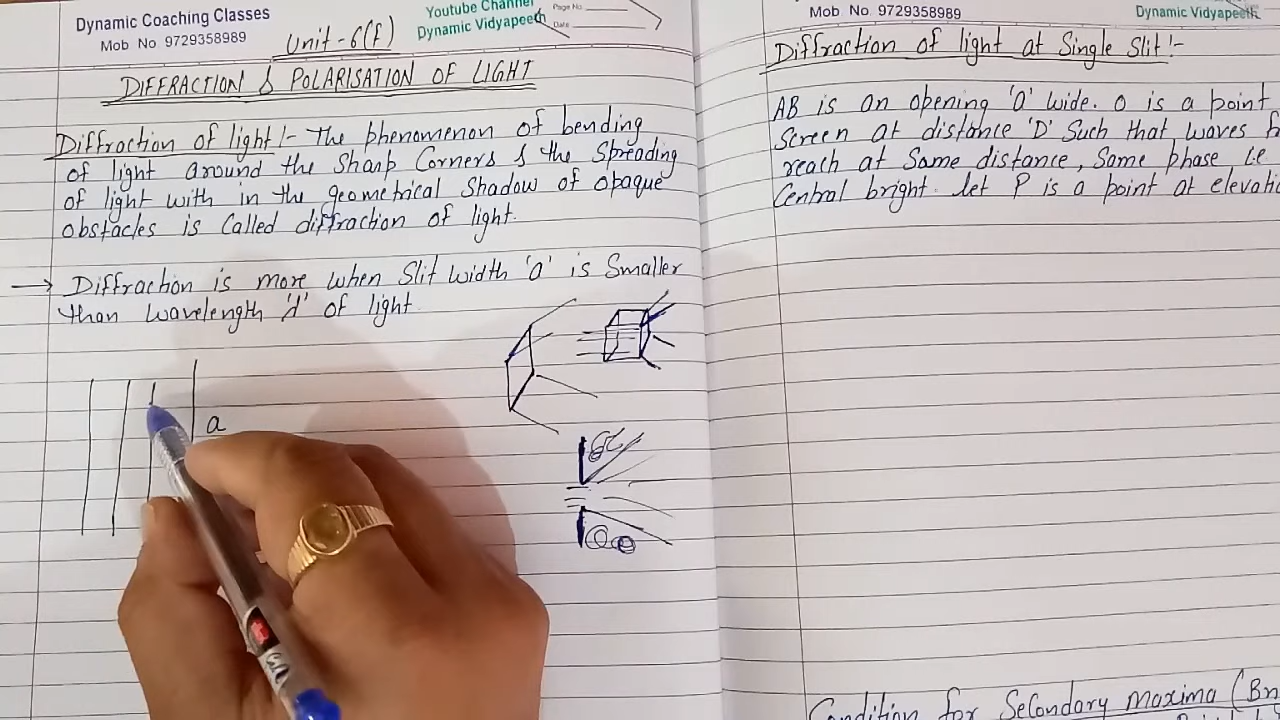 Dynamic Coaching Classes
Mob No. 9729358989
Youtube Channel
Dynamic Vidyapeeth
Page No.
Date
Unit-6(f)
DIFFRACTION & POLARISATION OF LIGHT
Diffraction of light:- The phenomenon of bending
of light around the Sharp Corners & the Spreading
of light with in the geometrical Shadow of opaque
obstacles is Called diffraction of light.
→ Diffraction is more when Slit width 'a' is Smaller
than wavelength 'λ' of light.
a
Mob No. 9729358989
Dynamic Vidyapeeth
Diffraction of light at Single Slit:-
AB is an opening 'a' wide. O is a point
Screen at distance 'D' Such that waves
reach at Same distance, Same phase i.e
Central bright. let P is a point at
Condition for Secondary maxima